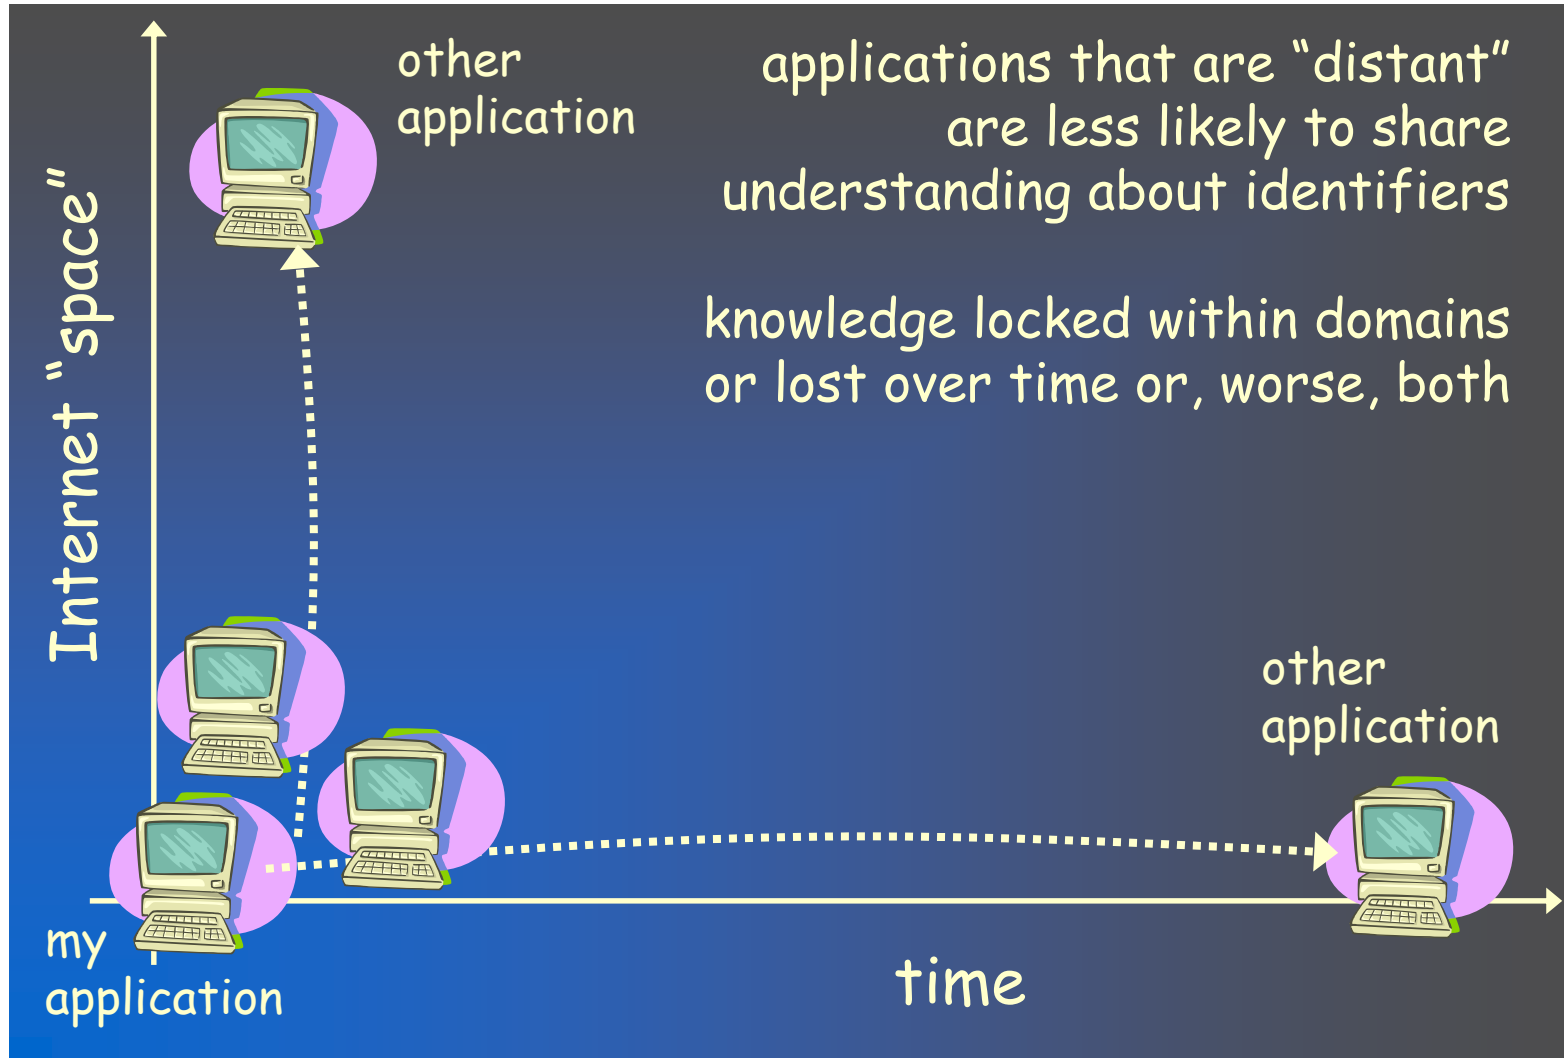 other
application
applications that are “distant”
are less likely to share
understanding about identifiers
knowledge locked within domains
or lost over time or, worse, both
Internet “space”
other
application
my
application
time